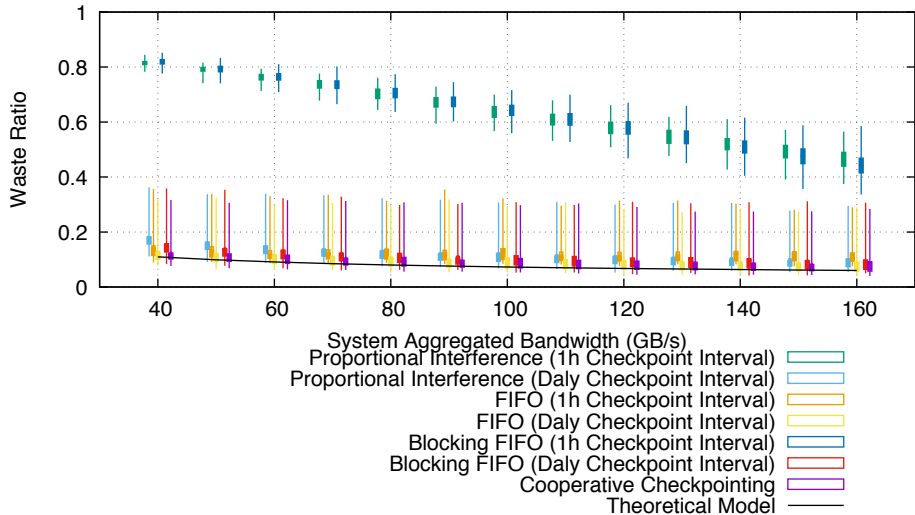 1
0.8
0.6
0.4
0.2
0
Waste Ratio
40 60 80 100 120 140 160
System Aggregated Bandwidth (GB/s)
Proportional Interference (1h Checkpoint Interval)
Proportional Interference (Daly Checkpoint Interval)
FIFO (1h Checkpoint Interval)
FIFO (Daly Checkpoint Interval)
Blocking FIFO (1h Checkpoint Interval)
Blocking FIFO (Daly Checkpoint Interval)
Cooperative Checkpointing
Theoretical Model